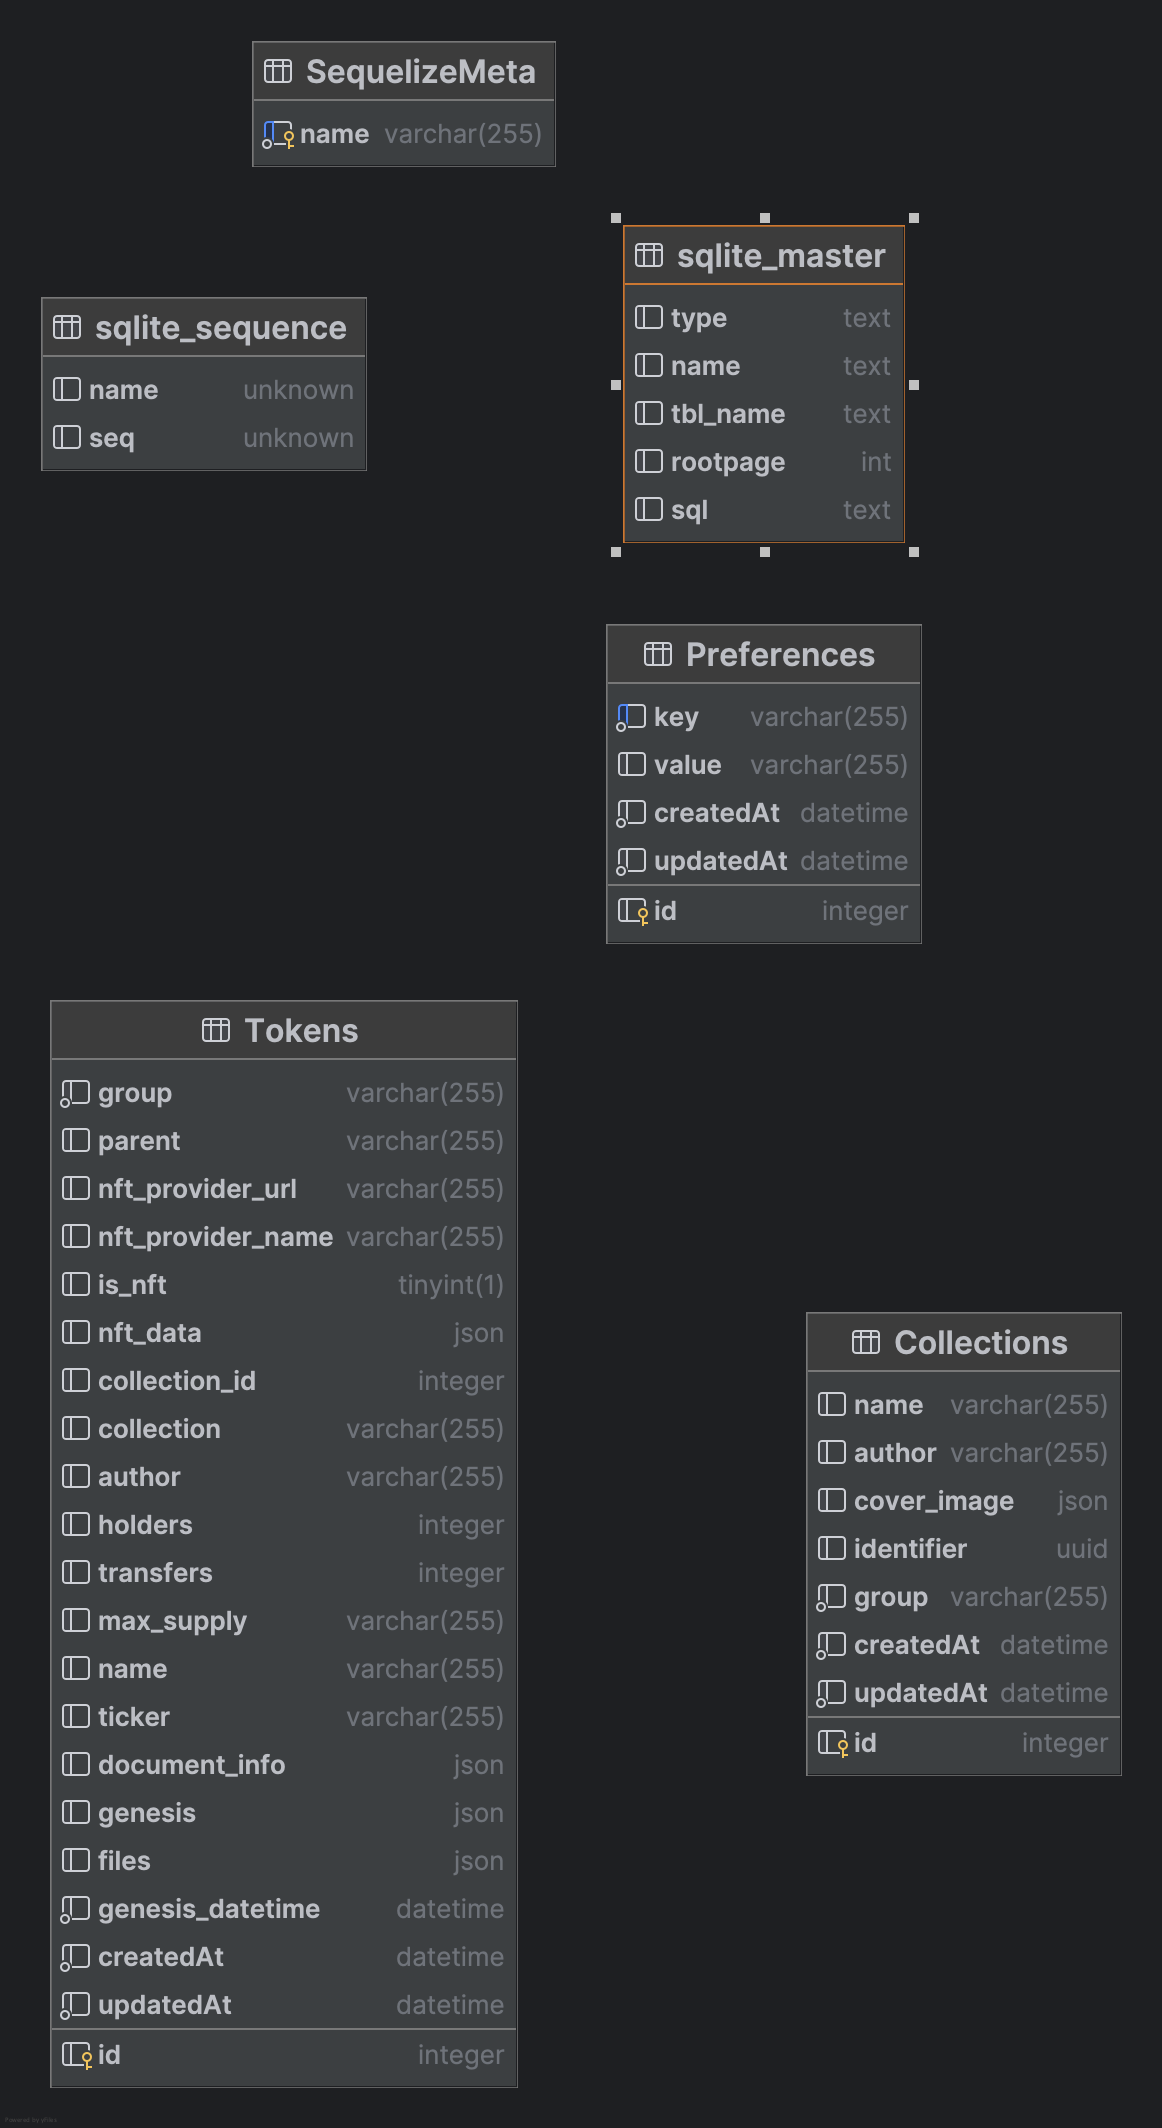 SequelizeMeta
name varchar(255)
sqlite_master
type text
name text
tbl_name text
rootpage int
sql text
sqlite_sequence
name unknown
seq unknown
Preferences
key varchar(255)
value varchar(255)
createdAt datetime
updatedAt datetime
id integer
Tokens
group varchar(255)
parent varchar(255)
nft_provider_url varchar(255)
nft_provider_name varchar(255)
is_nft tinyint(1)
nft_data json
collection_id integer
collection varchar(255)
author varchar(255)
holders integer
transfers integer
max_supply varchar(255)
name varchar(255)
ticker varchar(255)
document_info json
genesis json
files json
genesis_datetime datetime
createdAt datetime
updatedAt datetime
id integer
Collections
name varchar(255)
author varchar(255)
cover_image json
identifier uuid
group varchar(255)
createdAt datetime
updatedAt datetime
id integer
Powered by yFiles